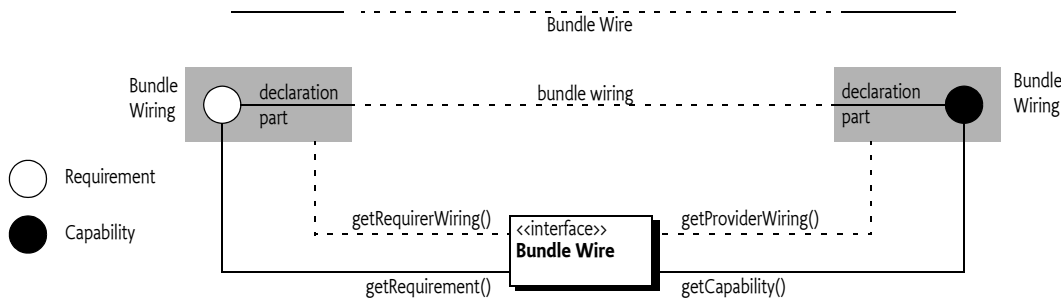 Bundle Wire
Bundle
Wiring
declaration
part
bundle wiring
declaration
part
Bundle
Wiring
Requirement
Capability
getRequirerWiring()
<<interface>>
Bundle Wire
getProviderWiring()
getRequirement()
getCapability()